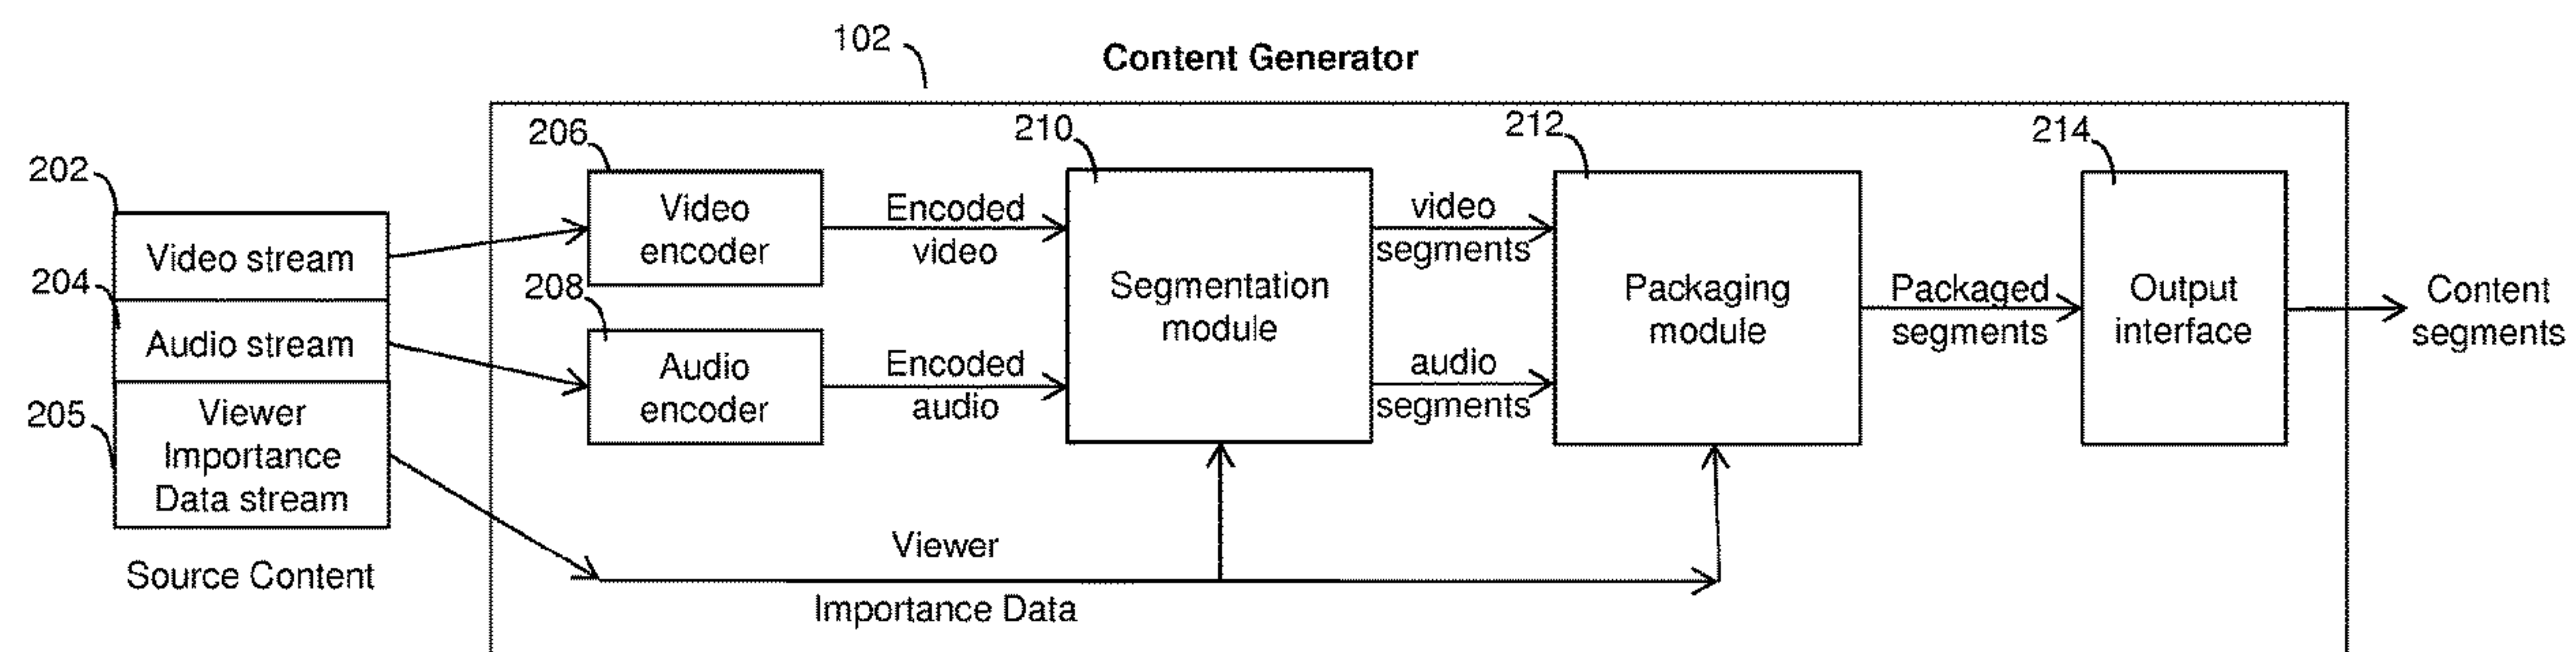 102
Content Generator
202
Video stream
204
Audio stream
205
Viewer
Importance
Data stream
Source Content
206
Video
encoder
208
Audio
encoder
Encoded
video
Encoded
audio
210
Segmentation
module
video
segments
audio
segments
212
Packaging
module
Packaged
segments
214
Output
interface
Content
segments
Viewer
Importance Data